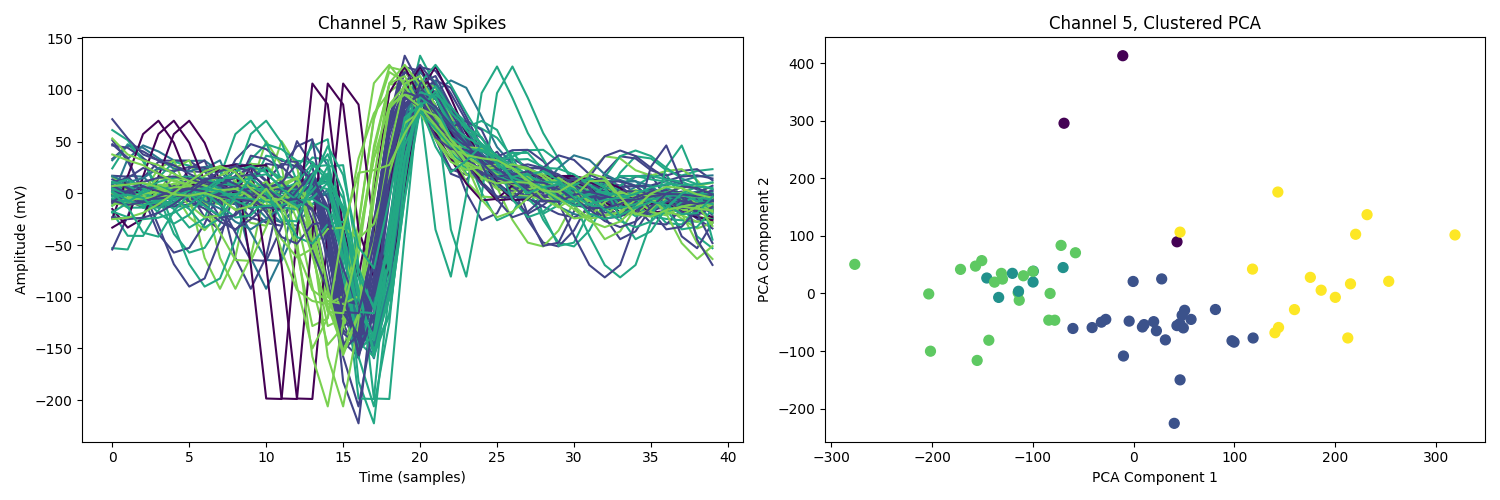 Channel 5, Raw Spikes
Amplitude (mV)
150
100
50
0
−50
−100
−150
−200
0 5 10 15 20 25 30 35 40
Time (samples)
Channel 5, Clustered PCA
PCA Component 2
400
300
200
100
0
−100
−200
−300 −200 −100 0 100 200 300
PCA Component 1